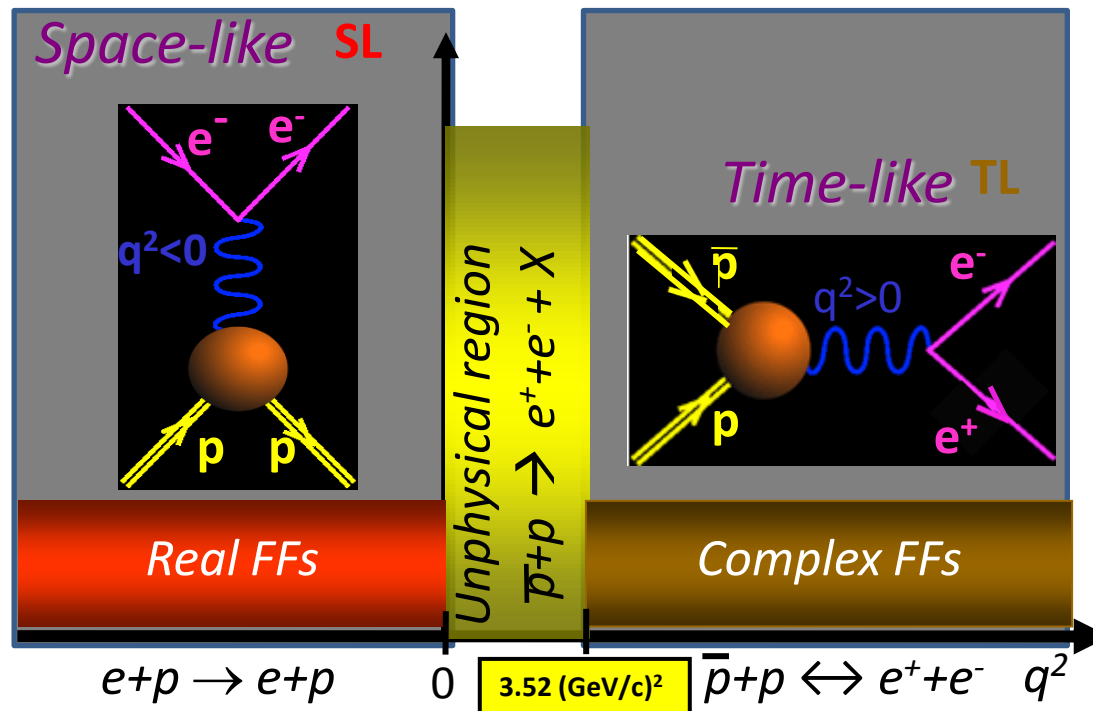 Space-like SL
e⁻ e⁻
q²<0
p p
Real FFs
e+p → e+p
Unphysical region
p̅+p → e⁺+e⁻ + X
0
3.52 (GeV/c)²
Time-like TL
p̅
q²>0
e⁻
p
e⁺
Complex FFs
p̅+p ↔ e⁺+e⁻
q²